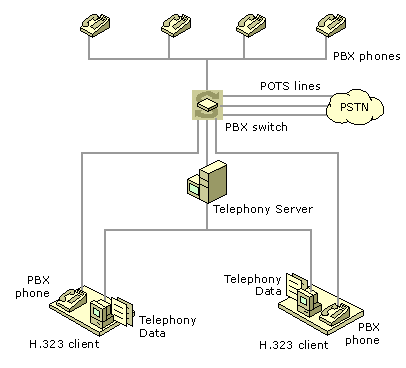 PBX phones
POTS lines
PSTN
PBX switch
Telephony Server
PBX
phone
Telephony
Data
H.323 client
Telephony
Data
PBX
phone
H.323 client